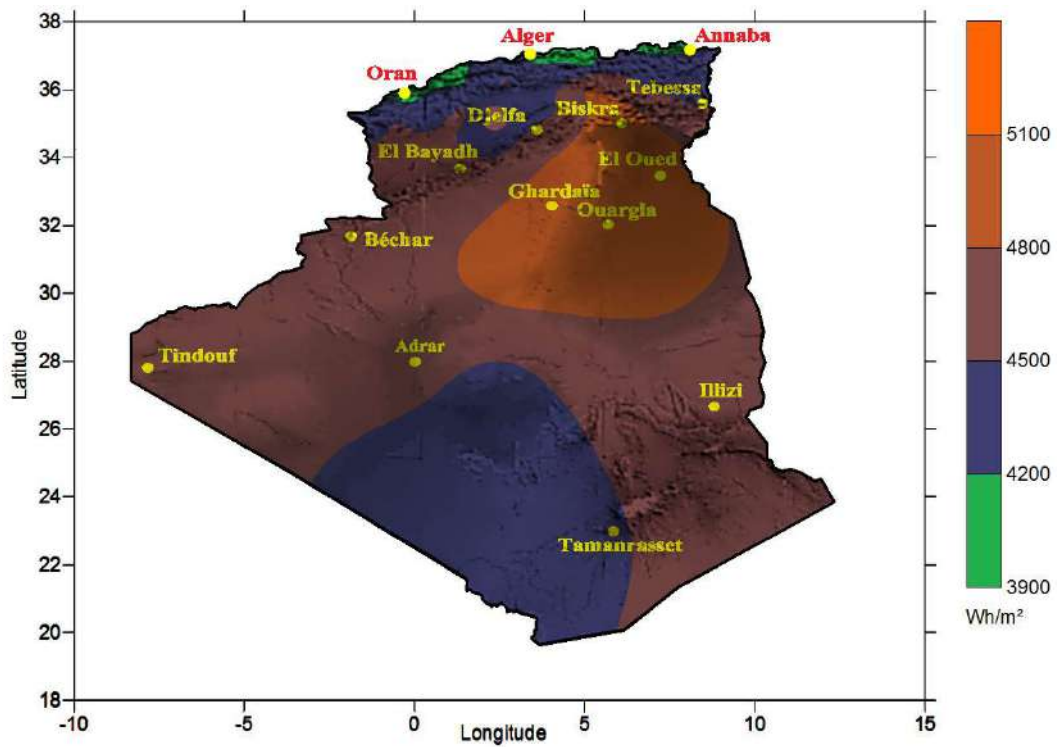 38
36
34
32
30
28
26
24
22
20
18
Latitude
-10
-5
0
5
10
15
Longitude
Alger
Annaba
Oran
Tebessa
Biskra
Djelfa
El Bayadh
El Oued
Ghardaïa
Ouargla
Béchar
Adrar
Tindouf
Illizi
Tamanrasset
5100
4800
4500
4200
3900
Wh/m²